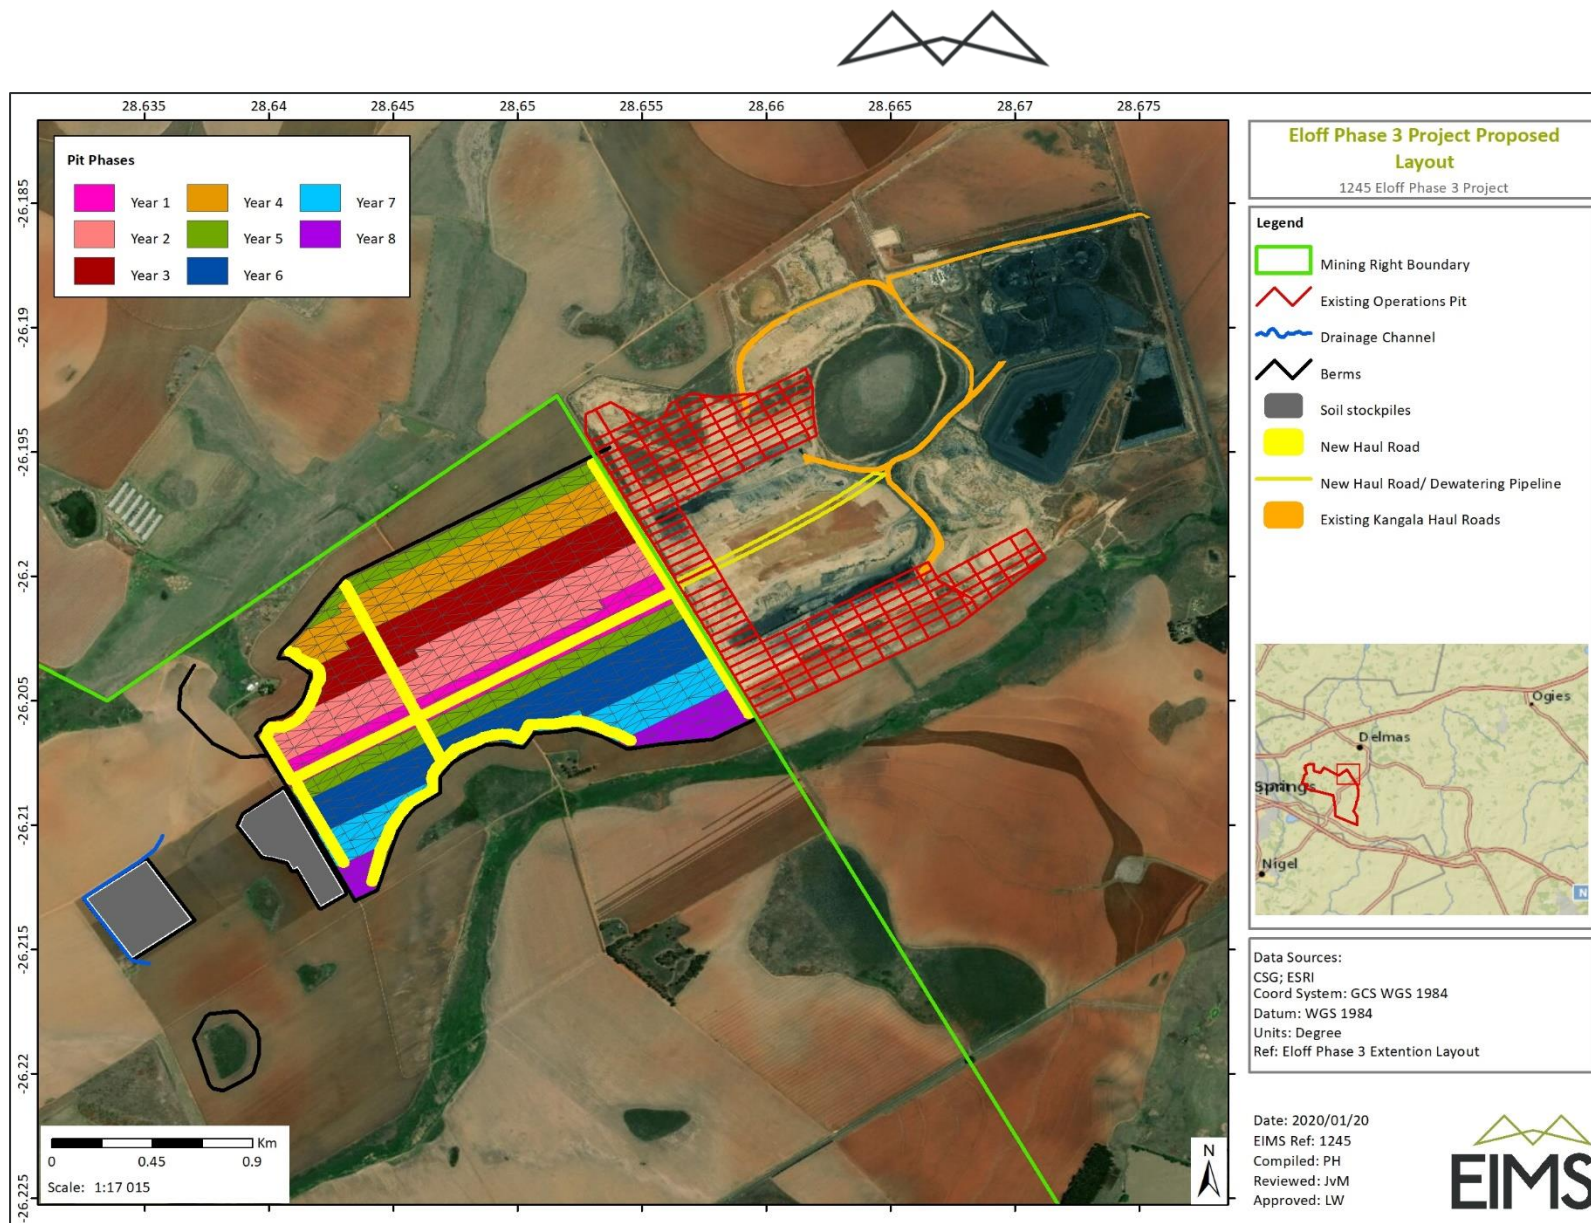 28.635 28.64 28.645 28.65 28.655 28.66 28.665 28.67 28.675
-26.185
-26.19
-26.195
-26.2
-26.205
-26.21
-26.215
-26.22
-26.225
Pit Phases
Year 1 Year 4 Year 7
Year 2 Year 5 Year 8
Year 3 Year 6
Km
0 0.45 0.9
Scale: 1:17 015
N
Eloff Phase 3 Project Proposed
Layout
1245 Eloff Phase 3 Project
Legend
Mining Right Boundary
Existing Operations Pit
Drainage Channel
Berms
Soil stockpiles
New Haul Road
New Haul Road/ Dewatering Pipeline
Existing Kangala Haul Roads
Ogies
Delmas
Springs
Nigel
N
Data Sources:
CSG; ESRI
Coord System: GCS WGS 1984
Datum: WGS 1984
Units: Degree
Ref: Eloff Phase 3 Extention Layout
Date: 2020/01/20
EIMS Ref: 1245
Compiled: PH
Reviewed: JvM
Approved: LW
EIMS